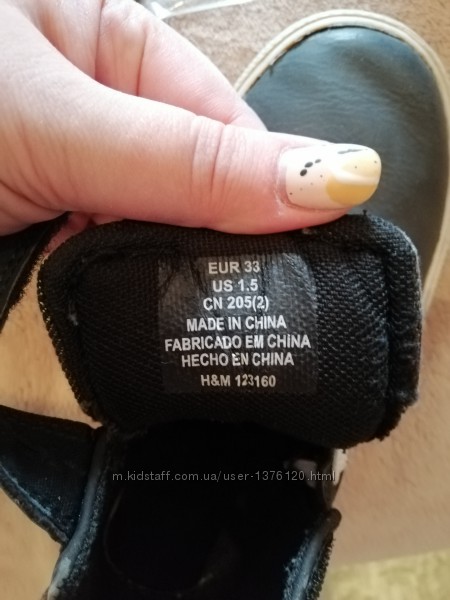 EUR 33
US 1.5
CN 205(2)
MADE IN CHINA
FABRICADO EM CHINA
HECHO EN CHINA
H&M 123160
m.kidstaff.com.ua/user-1376120.html